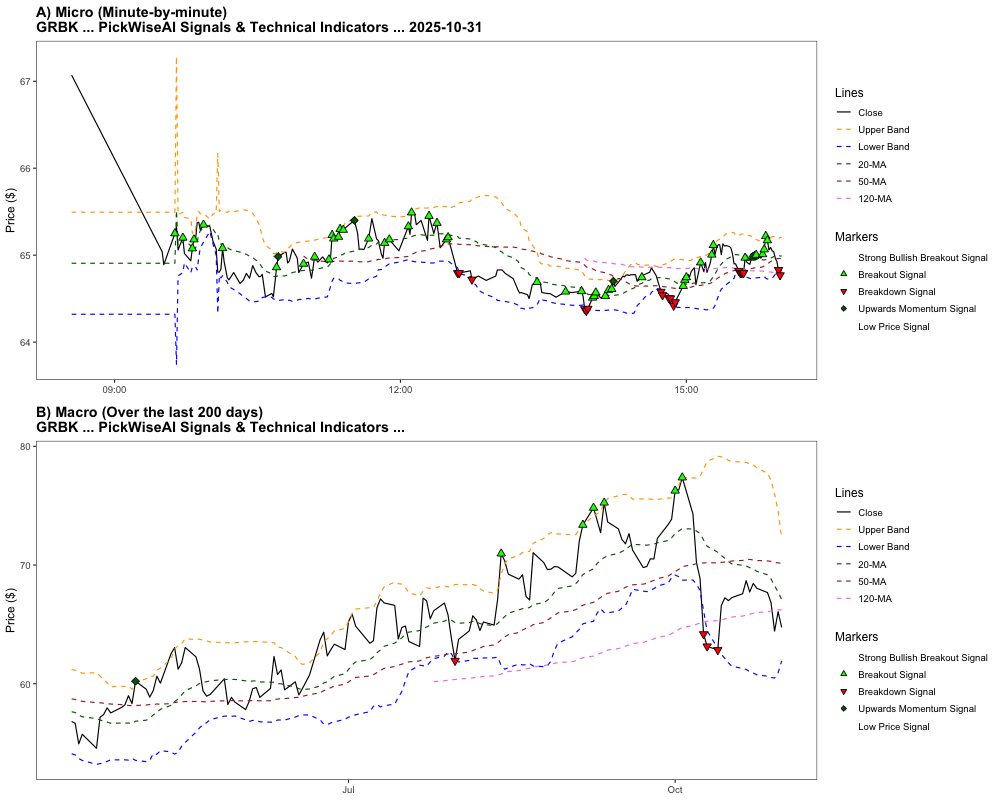 A) Micro (Minute-by-minute)
GRBK ... PickWiseAI Signals & Technical Indicators ... 2025-10-31
Price ($)
67
66
65
64
09:00
12:00
15:00
Lines
Close
Upper Band
Lower Band
20-MA
50-MA
120-MA
Markers
Strong Bullish Breakout Signal
Breakout Signal
Breakdown Signal
Upwards Momentum Signal
Low Price Signal
B) Macro (Over the last 200 days)
GRBK ... PickWiseAI Signals & Technical Indicators ...
Price ($)
80
70
60
Jul
Oct
Lines
Close
Upper Band
Lower Band
20-MA
50-MA
120-MA
Markers
Strong Bullish Breakout Signal
Breakout Signal
Breakdown Signal
Upwards Momentum Signal
Low Price Signal